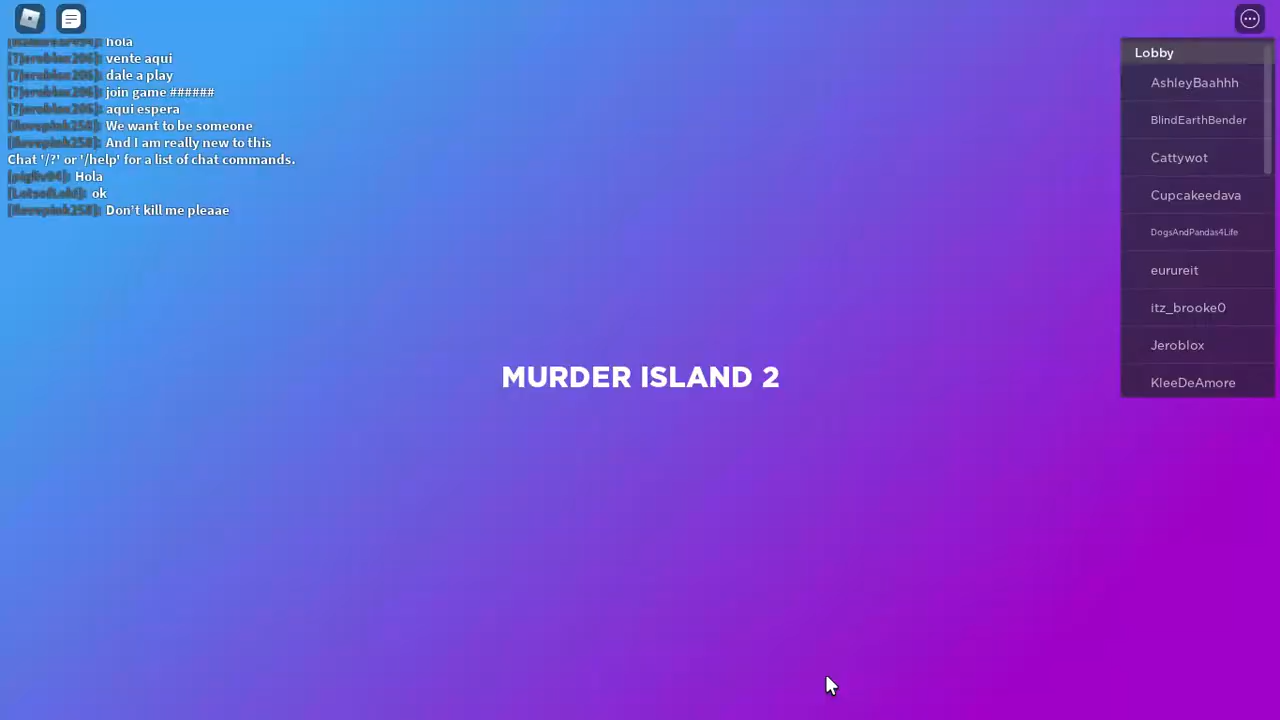 hola
vente aqui
dale a play
join game ######
aqui espera
We want to be someone
And I am really new to this
Chat '/?' or '/help' for a list of chat commands.
Hola
ok
Don't kill me pleaae
MURDER ISLAND 2
Lobby
AshleyBaahhh
BlindEarthBender
Cattywot
Cupcakeedava
DogsAndPandas4Life
eurureit
itz_brooke0
Jeroblox
KleeDeAmore